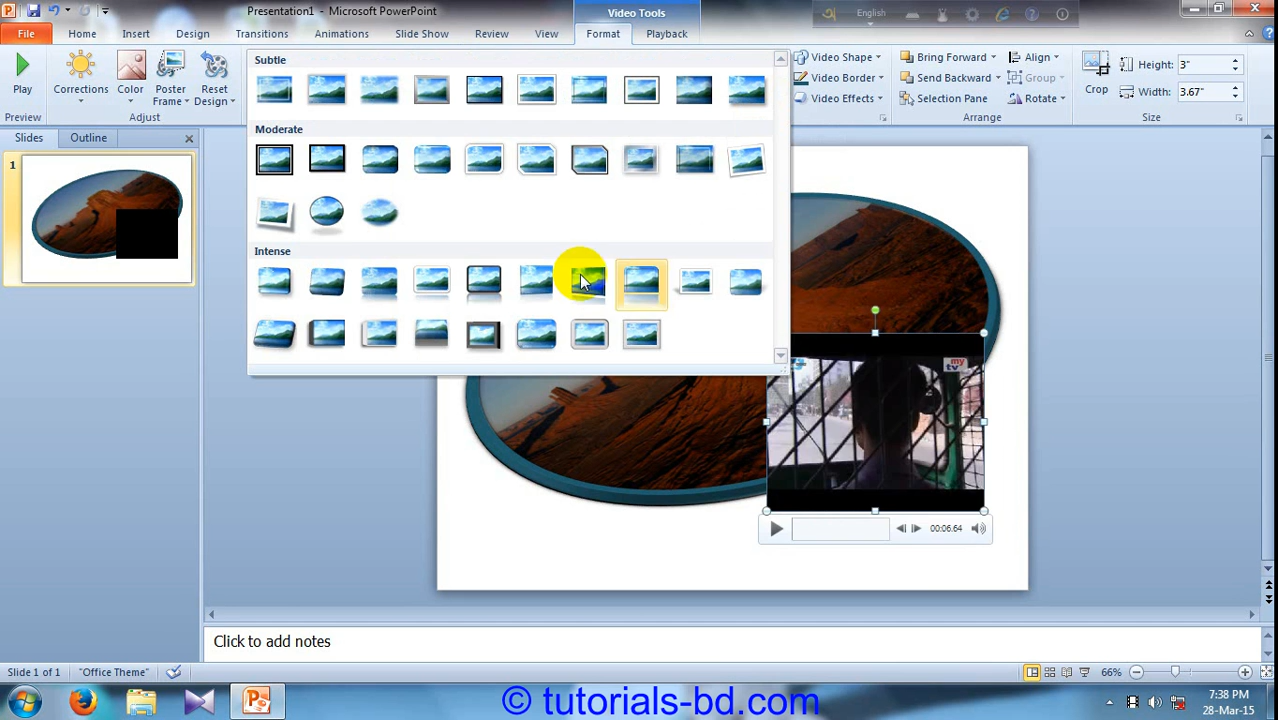 Presentation1 - Microsoft PowerPoint
Video Tools
English
File Home Insert Design Transitions Animations Slide Show Review View Format Playback
Play
Corrections
Color
Poster Frame
Reset Design
Preview
Adjust
Subtle
Moderate
Intense
Video Shape
Video Border
Video Effects
Bring Forward
Send Backward
Selection Pane
Align
Group
Rotate
Arrange
Crop
Height: 3"
Width: 3.67"
Size
Slides Outline
1
my
tv
00:06.64
Click to add notes
Slide 1 of 1 "Office Theme" 66%
© tutorials-bd.com
7:38 PM
28-Mar-15